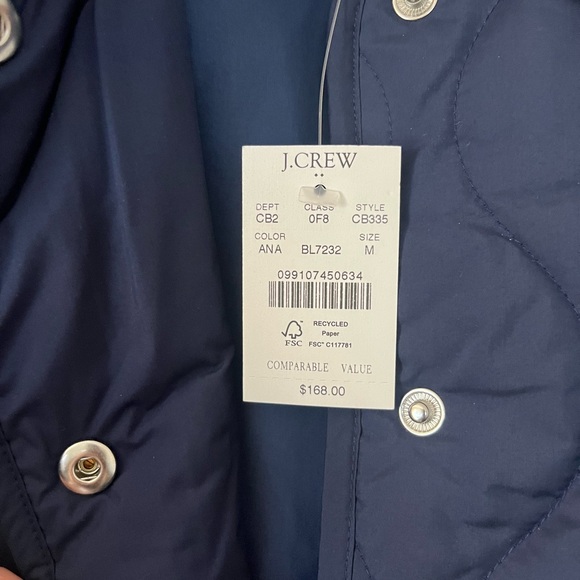 J.CREW
DEPT CLASS STYLE
CB2 0F8 CB335
COLOR SIZE
ANA BL7232 M
099107450634
RECYCLED
Paper
FSC FSC® C117781
COMPARABLE VALUE
$168.00